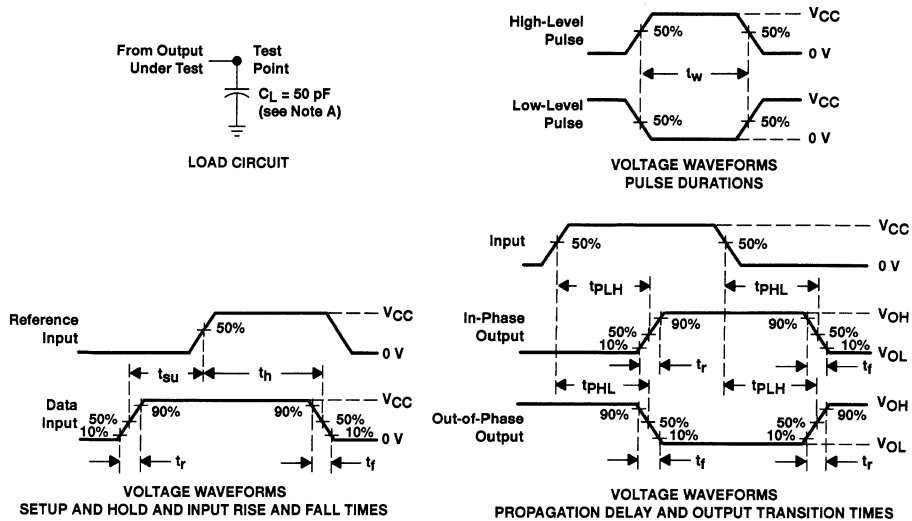 From Output
Under Test
Test
Point
CL = 50 pF
(see Note A)
LOAD CIRCUIT
High-Level
Pulse
50%
50%
VCC
0 V
tw
Low-Level
Pulse
50%
50%
VCC
0 V
VOLTAGE WAVEFORMS
PULSE DURATIONS
Reference
Input
50%
VCC
0 V
tsu
th
Data
Input
50%
10%
90%
90%
50%
10%
VCC
0 V
tr
tf
VOLTAGE WAVEFORMS
SETUP AND HOLD AND INPUT RISE AND FALL TIMES
Input
50%
50%
VCC
0 V
tPLH
tPHL
In-Phase
Output
50%
10%
90%
90%
50%
10%
VOH
VOL
tr
tf
tPHL
tPLH
Out-of-Phase
Output
90%
50%
10%
50%
10%
90%
VOH
VOL
tf
tr
VOLTAGE WAVEFORMS
PROPAGATION DELAY AND OUTPUT TRANSITION TIMES